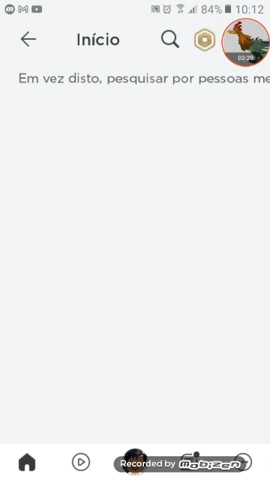 84% 10:12
Início
00:29
Em vez disto, pesquisar por pessoas me
Recorded by mobizen